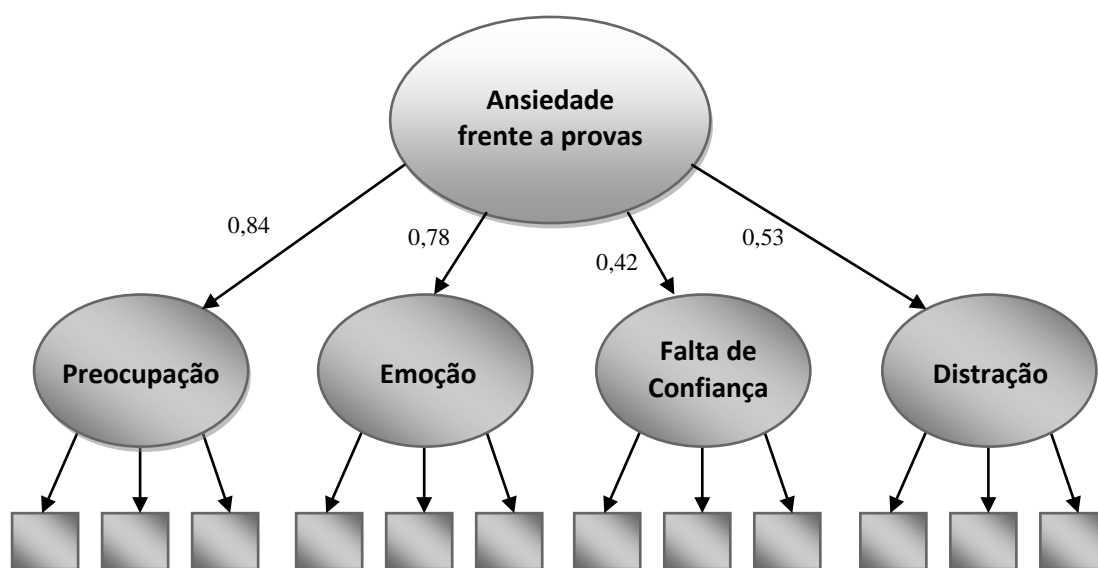 Ansiedade
frente a provas
0,84
0,78
0,42
0,53
Preocupação
Emoção
Falta de
Confiança
Distração